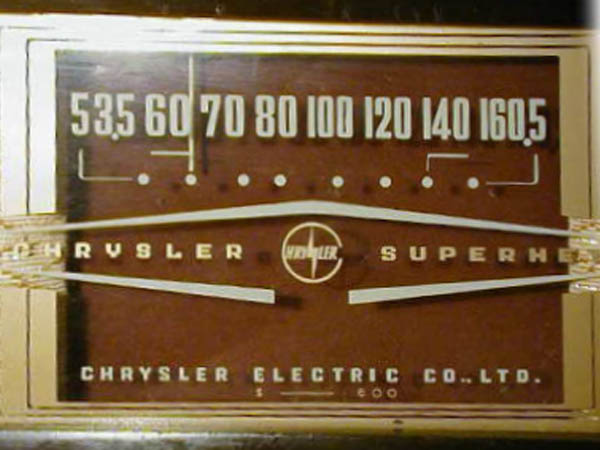 53.5 60 70 80 100 120 140 160.5
CHRYSLER CHRYSLER SUPERHE
CHRYSLER ELECTRIC CO., LTD.
S — 600